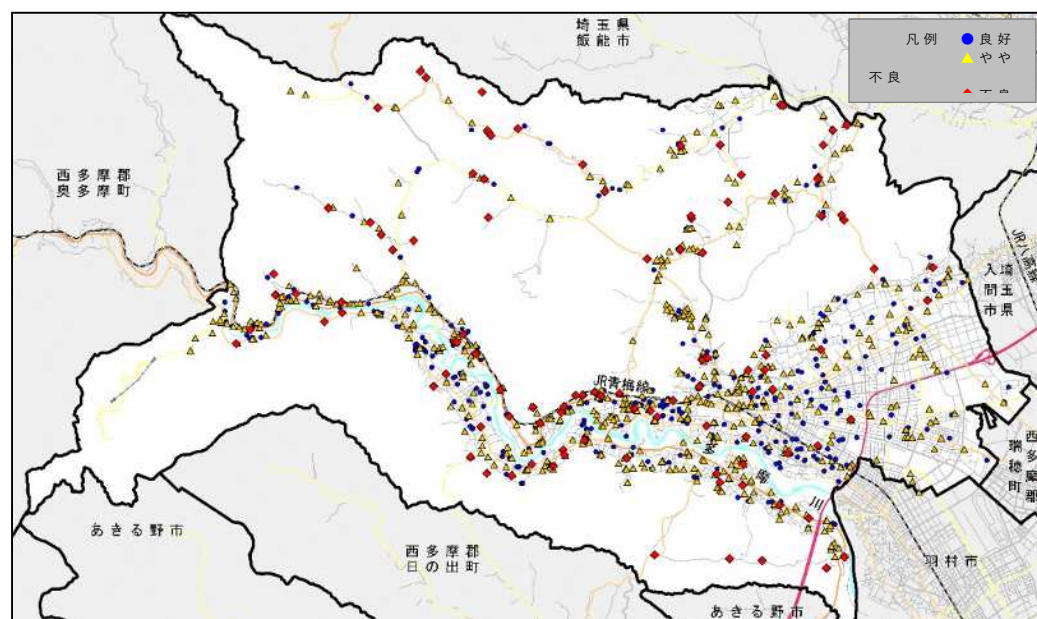 埼玉県
飯能市
凡例
良好
やや
不良
不良
西多摩郡
奥多摩町
JR八高線
埼玉県
入間市
JR青梅線
多
摩
川
西多摩郡
瑞穂町
あきる野市
西多摩郡
日の出町
羽村市
あきる野市